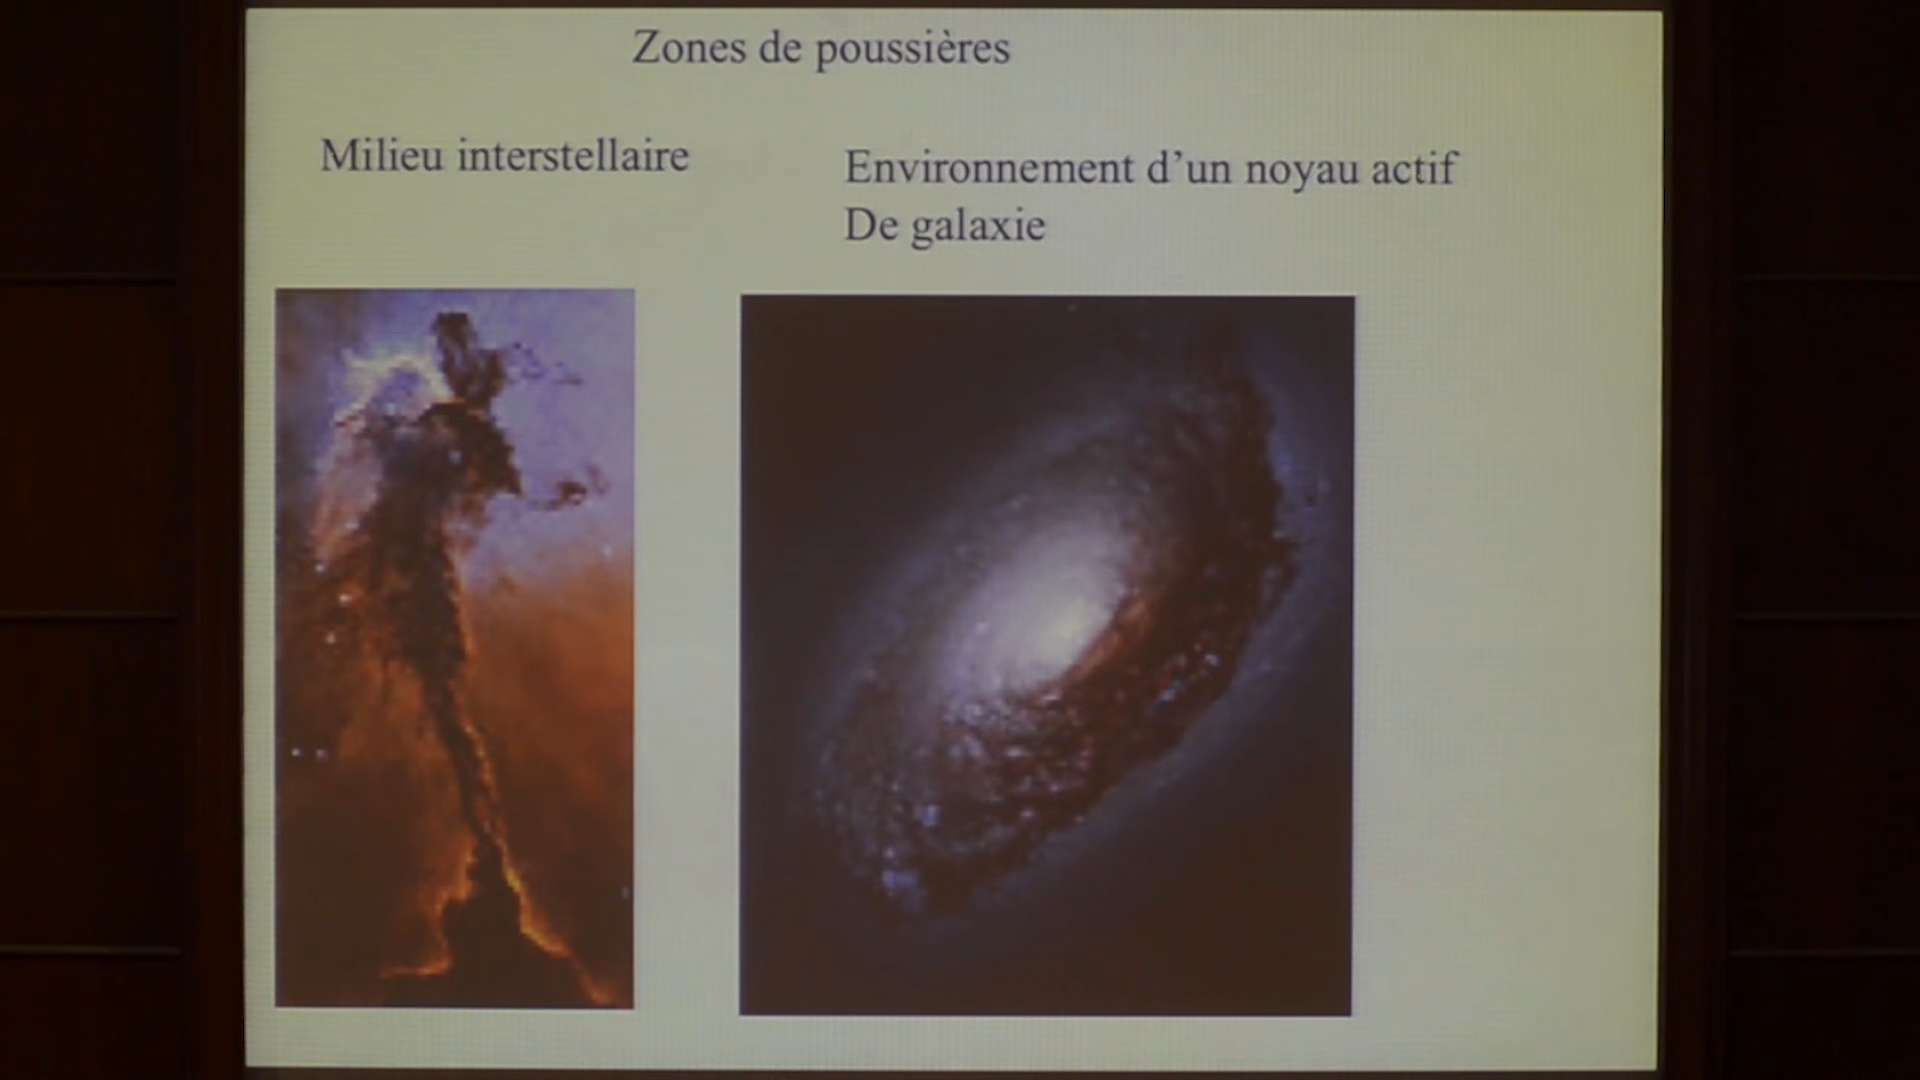 Zones de poussières
Milieu interstellaire
Environnement d’un noyau actif
De galaxie